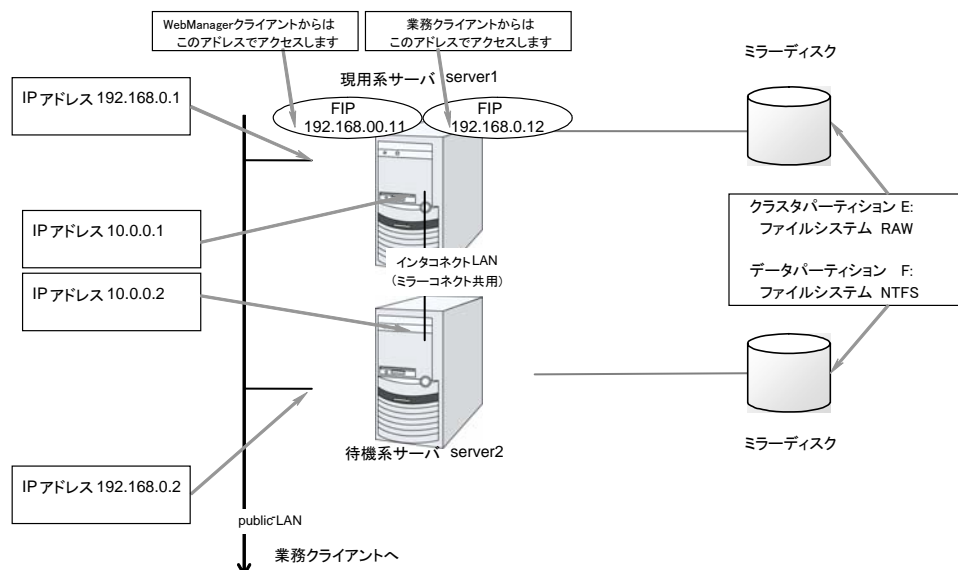 WebManagerクライアントからは
このアドレスでアクセスします
業務クライアントからは
このアドレスでアクセスします
ミラーディスク
IPアドレス 192.168.0.1
現用系サーバ server1
FIP
192.168.00.11
FIP
192.168.0.12
IPアドレス 10.0.0.1
クラスタパーティション E:
ファイルシステム RAW
データパーティション F:
ファイルシステム NTFS
インタコネクトLAN
（ミラーコネクト共用）
IPアドレス 10.0.0.2
ミラーディスク
待機系サーバ server2
IPアドレス 192.168.0.2
public-LAN
業務クライアントへ